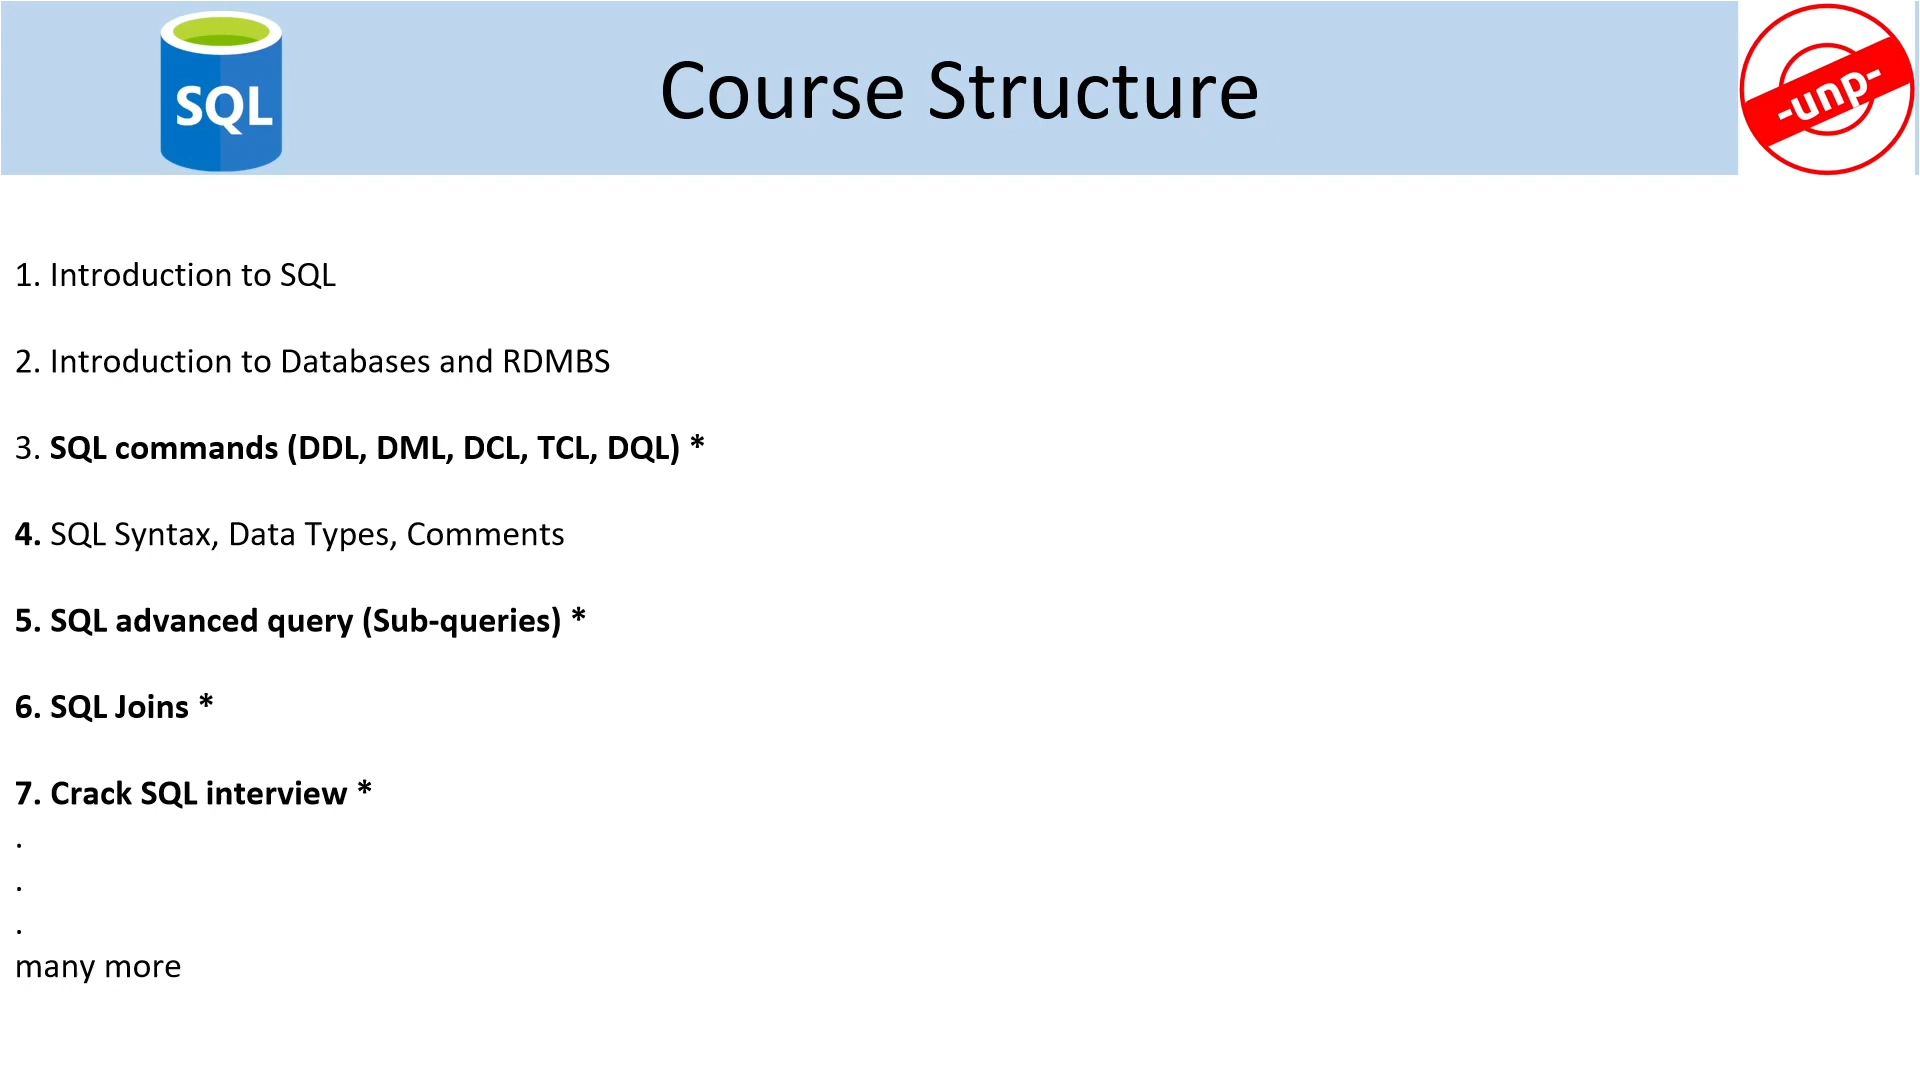 SQL
Course Structure
-unp-
1. Introduction to SQL
2. Introduction to Databases and RDMBS
3. SQL commands (DDL, DML, DCL, TCL, DQL) *
4. SQL Syntax, Data Types, Comments
5. SQL advanced query (Sub-queries) *
6. SQL Joins *
7. Crack SQL interview *
.
.
.
many more